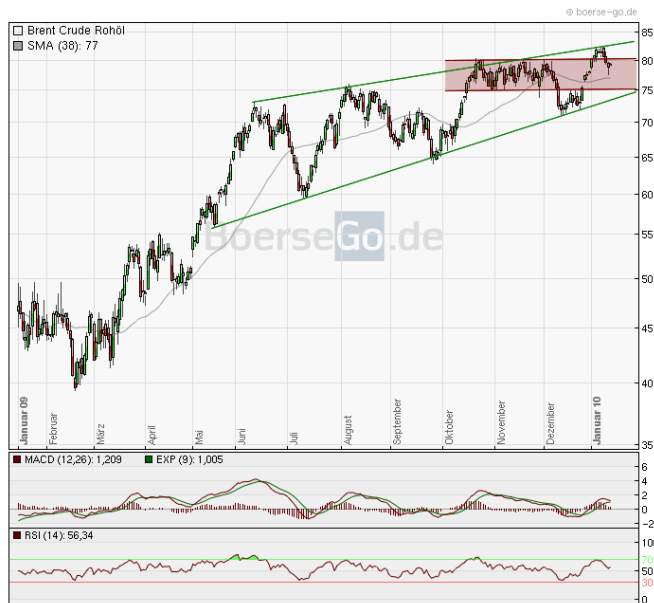 © boerse-go.de
Brent Crude Rohöl
SMA (38): 77
85
80
75
70
65
60
55
50
40
35
BoerseGo.de
Januar 09
Februar
März
April
Mai
Juni
Juli
August
September
Oktober
November
Dezember
Januar 10
MACD (12,26): 1,209
EXP (9): 1,005
4
2
0
-2
RSI (14): 56,34
10
70
50
30
0